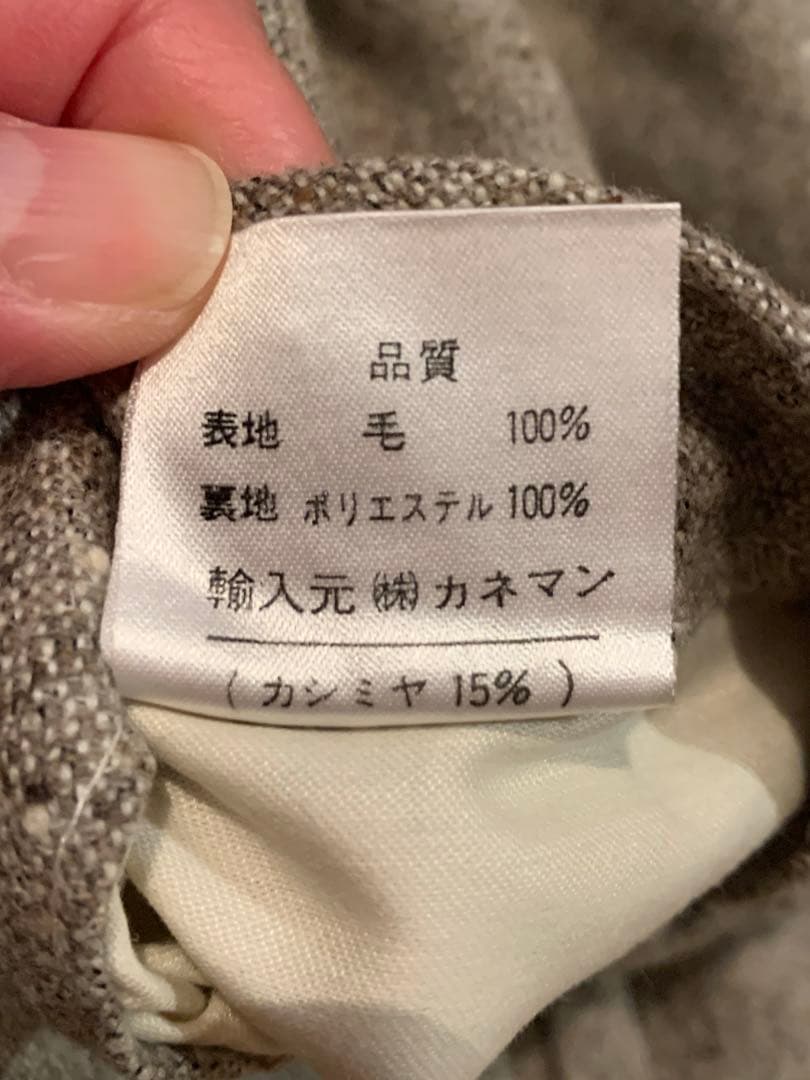 品質
表地 毛 100%
裏地 ポリエステル 100%
輸入元 ㈱ カネマン
( カシミヤ 15% )